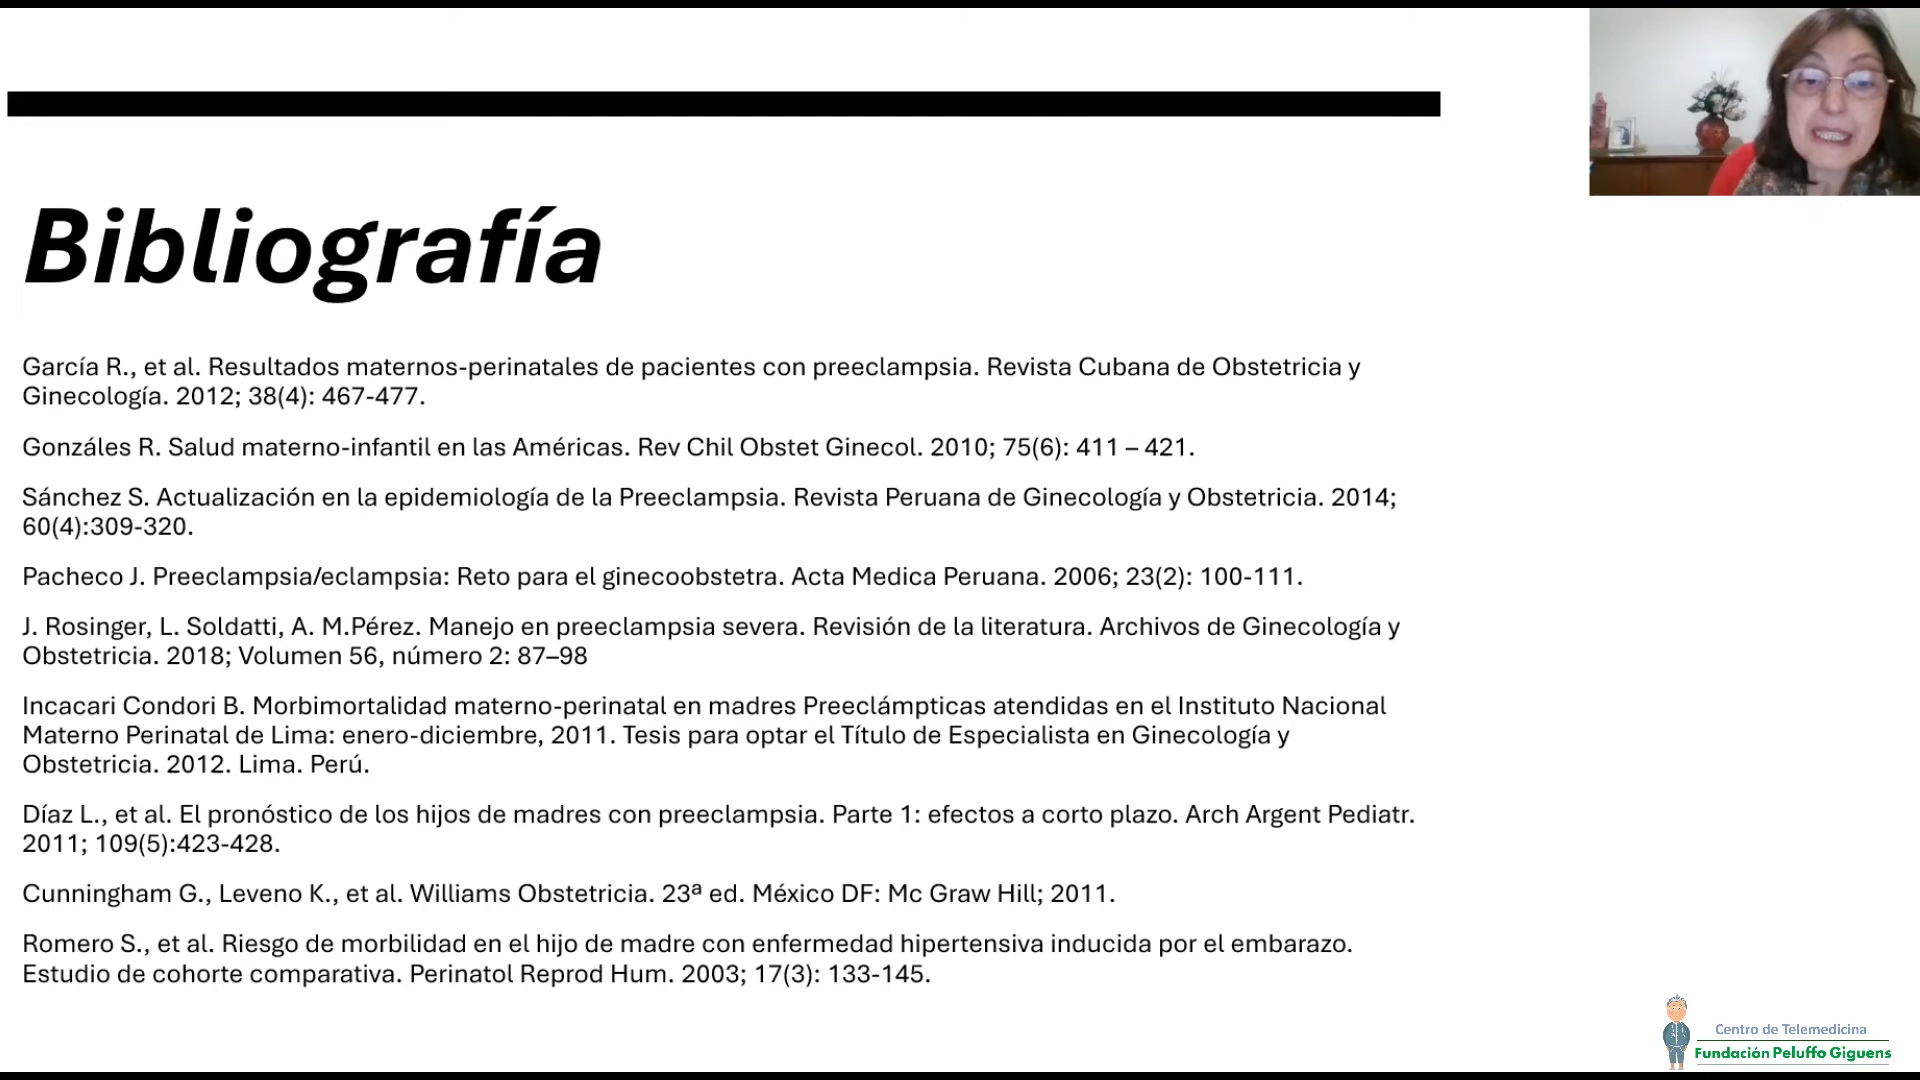 Bibliografía
García R., et al. Resultados maternos-perinatales de pacientes con preeclampsia. Revista Cubana de Obstetricia y
Ginecología. 2012; 38(4): 467-477.
Gonzáles R. Salud materno-infantil en las Américas. Rev Chil Obstet Ginecol. 2010; 75(6): 411 – 421.
Sánchez S. Actualización en la epidemiología de la Preeclampsia. Revista Peruana de Ginecología y Obstetricia. 2014;
60(4):309-320.
Pacheco J. Preeclampsia/eclampsia: Reto para el ginecoobstetra. Acta Medica Peruana. 2006; 23(2): 100-111.
J. Rosinger, L. Soldatti, A. M.Pérez. Manejo en preeclampsia severa. Revisión de la literatura. Archivos de Ginecología y
Obstetricia. 2018; Volumen 56, número 2: 87–98
Incacari Condori B. Morbimortalidad materno-perinatal en madres Preeclámpticas atendidas en el Instituto Nacional
Materno Perinatal de Lima: enero-diciembre, 2011. Tesis para optar el Título de Especialista en Ginecología y
Obstetricia. 2012. Lima. Perú.
Díaz L., et al. El pronóstico de los hijos de madres con preeclampsia. Parte 1: efectos a corto plazo. Arch Argent Pediatr.
2011; 109(5):423-428.
Cunningham G., Leveno K., et al. Williams Obstetricia. 23ª ed. México DF: Mc Graw Hill; 2011.
Romero S., et al. Riesgo de morbilidad en el hijo de madre con enfermedad hipertensiva inducida por el embarazo.
Estudio de cohorte comparativa. Perinatol Reprod Hum. 2003; 17(3): 133-145.
Centro de Telemedicina
Fundación Peluffo Giguens